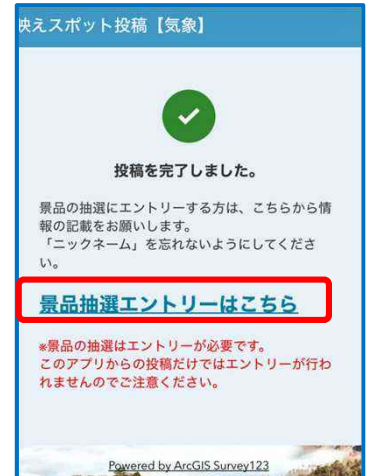 映えスポット投稿【気象】
投稿を完了しました。
景品の抽選にエントリーする方は、こちらから情
報の記載をお願いします。
「ニックネーム」を忘れないようにしてくださ
い。
景品抽選エントリーはこちら
※景品の抽選はエントリーが必要です。
このアプリからの投稿だけではエントリーが行わ
れませんのでご注意ください。
Powered by ArcGIS Survey123